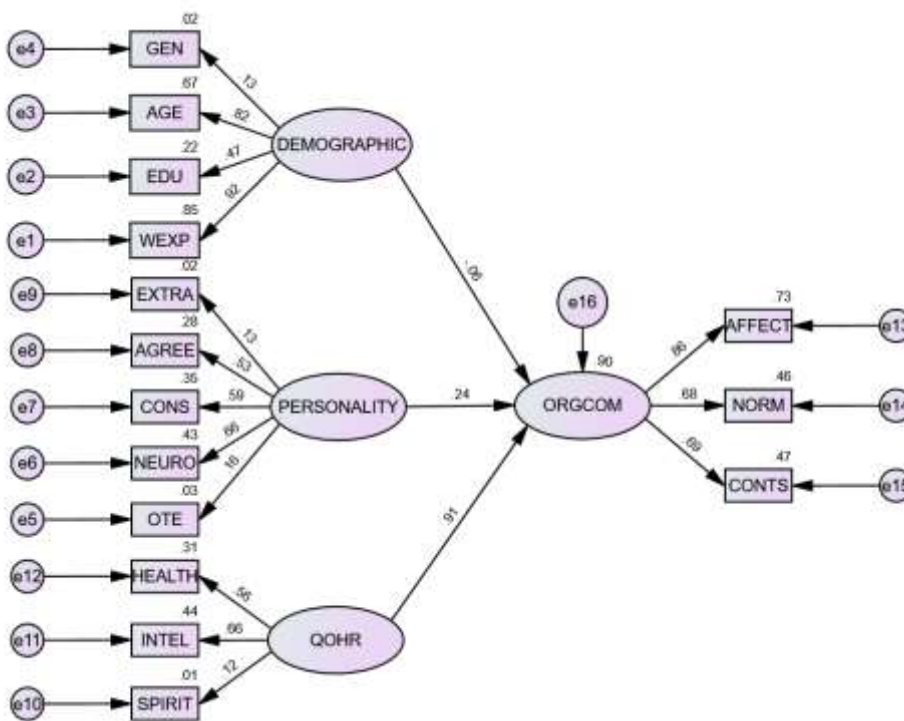 .02
e4 GEN
.13
.67
e3 AGE
.82
DEMOGRAPHIC
.22
.47
e2 EDU
.92
.85
e1 WEXP
-.06
.02
e9 EXTRA
e16
.73
.28
.13
AFFECT e13
e8 AGREE
.90
.86
.53
.35
.46
e7 CONS .59 PERSONALITY .24 ORGCOM .68 NORM e14
.43
.66
.69
e6 NEURO
.16
.47
.03
CONTS e15
e5 OTE
.91
.31
e12 HEALTH
.56
.44
e11 INTEL .66 QOHR
.12
.01
e10 SPIRIT